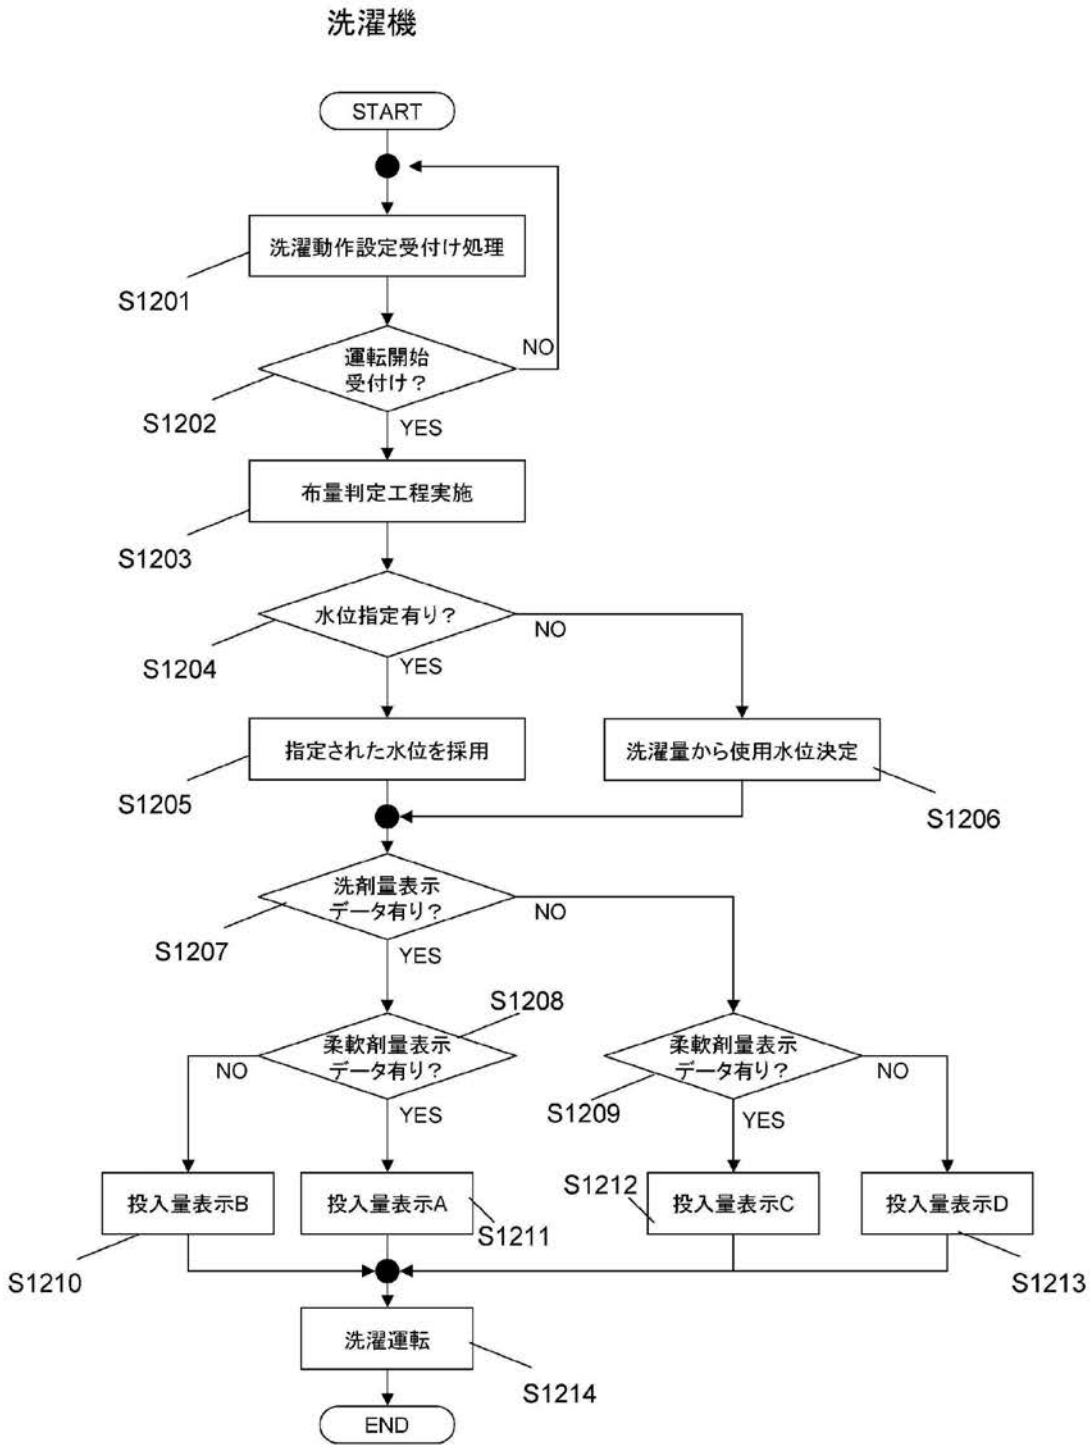 洗濯機
START
洗濯動作設定受付け処理
S1201
運転開始
受付け?
NO
S1202
YES
布量判定工程実施
S1203
水位指定有り?
NO
S1204
YES
指定された水位を採用
洗濯量から使用水位決定
S1205
S1206
洗剤量表示
データ有り?
NO
S1207
YES
S1208
柔軟剤量表示
データ有り?
NO
YES
柔軟剤量表示
データ有り?
NO
S1209
YES
投入量表示B
投入量表示A
S1212
投入量表示C
投入量表示D
S1211
S1210
S1213
洗濯運転
S1214
END